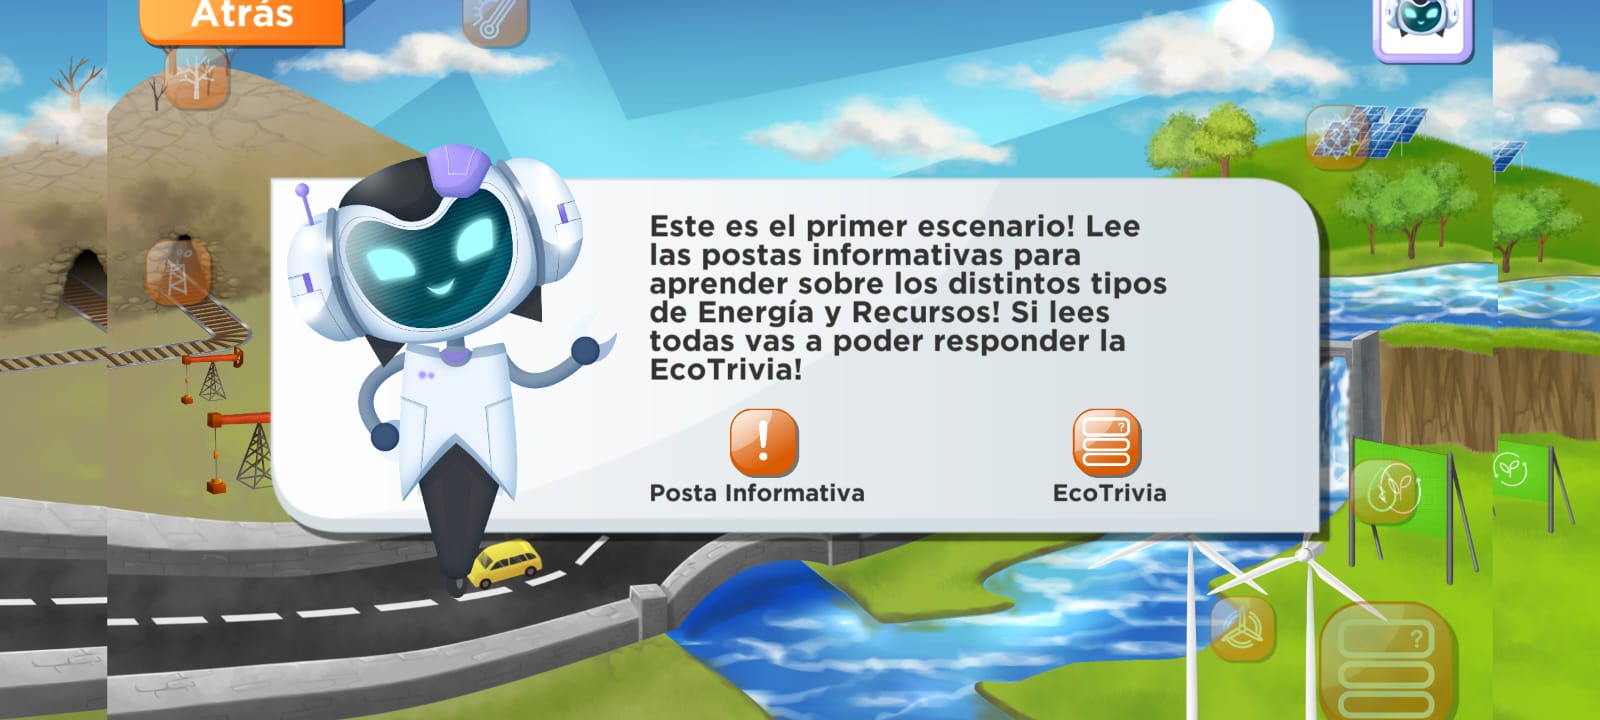 Atrás
Este es el primer escenario! Lee
las postas informativas para
aprender sobre los distintos tipos
de Energía y Recursos! Si lees
todas vas a poder responder la
EcoTrivia!
Posta Informativa
EcoTrivia